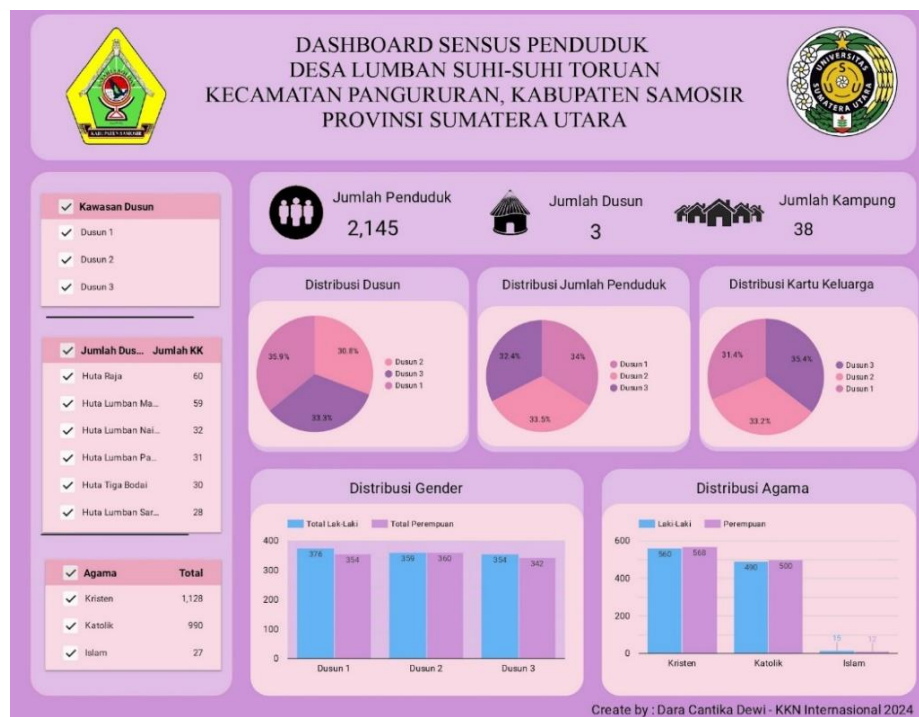 DASHBOARD SENSUS PENDUDUK
DESA LUMBAN SUHI-SUHI TORUAN
KECAMATAN PANGURURAN, KABUPATEN SAMOSIR
PROVINSI SUMATERA UTARA
KABUPATEN SAMOSIR
UNIVERSITAS
SUMATERA UTARA
Kawasan Dusun
Dusun 1
Dusun 2
Dusun 3
Jumlah Dus... Jumlah KK
Huta Raja 60
Huta Lumban Ma... 59
Huta Lumban Nai... 32
Huta Lumban Pa... 31
Huta Tiga Bodai 30
Huta Lumban Sar... 28
Agama Total
Kristen 1,128
Katolik 990
Islam 27
Jumlah Penduduk
2,145
Jumlah Dusun
3
Jumlah Kampung
38
Distribusi Dusun
35.9%
30.8%
33.3%
Dusun 2
Dusun 3
Dusun 1
Distribusi Jumlah Penduduk
32.4%
34%
33.5%
Dusun 1
Dusun 2
Dusun 3
Distribusi Kartu Keluarga
31.4%
35.4%
33.2%
Dusun 3
Dusun 2
Dusun 1
Distribusi Gender
Total Lak-Laki Total Perempuan
400
300
200
100
0
376 354 359 360 354 342
Dusun 1 Dusun 2 Dusun 3
Distribusi Agama
Laki-Laki Perempuan
600
400
200
0
560 568 490 500 15 12
Kristen Katolik Islam
Create by : Dara Cantika Dewi - KKN Internasional 2024